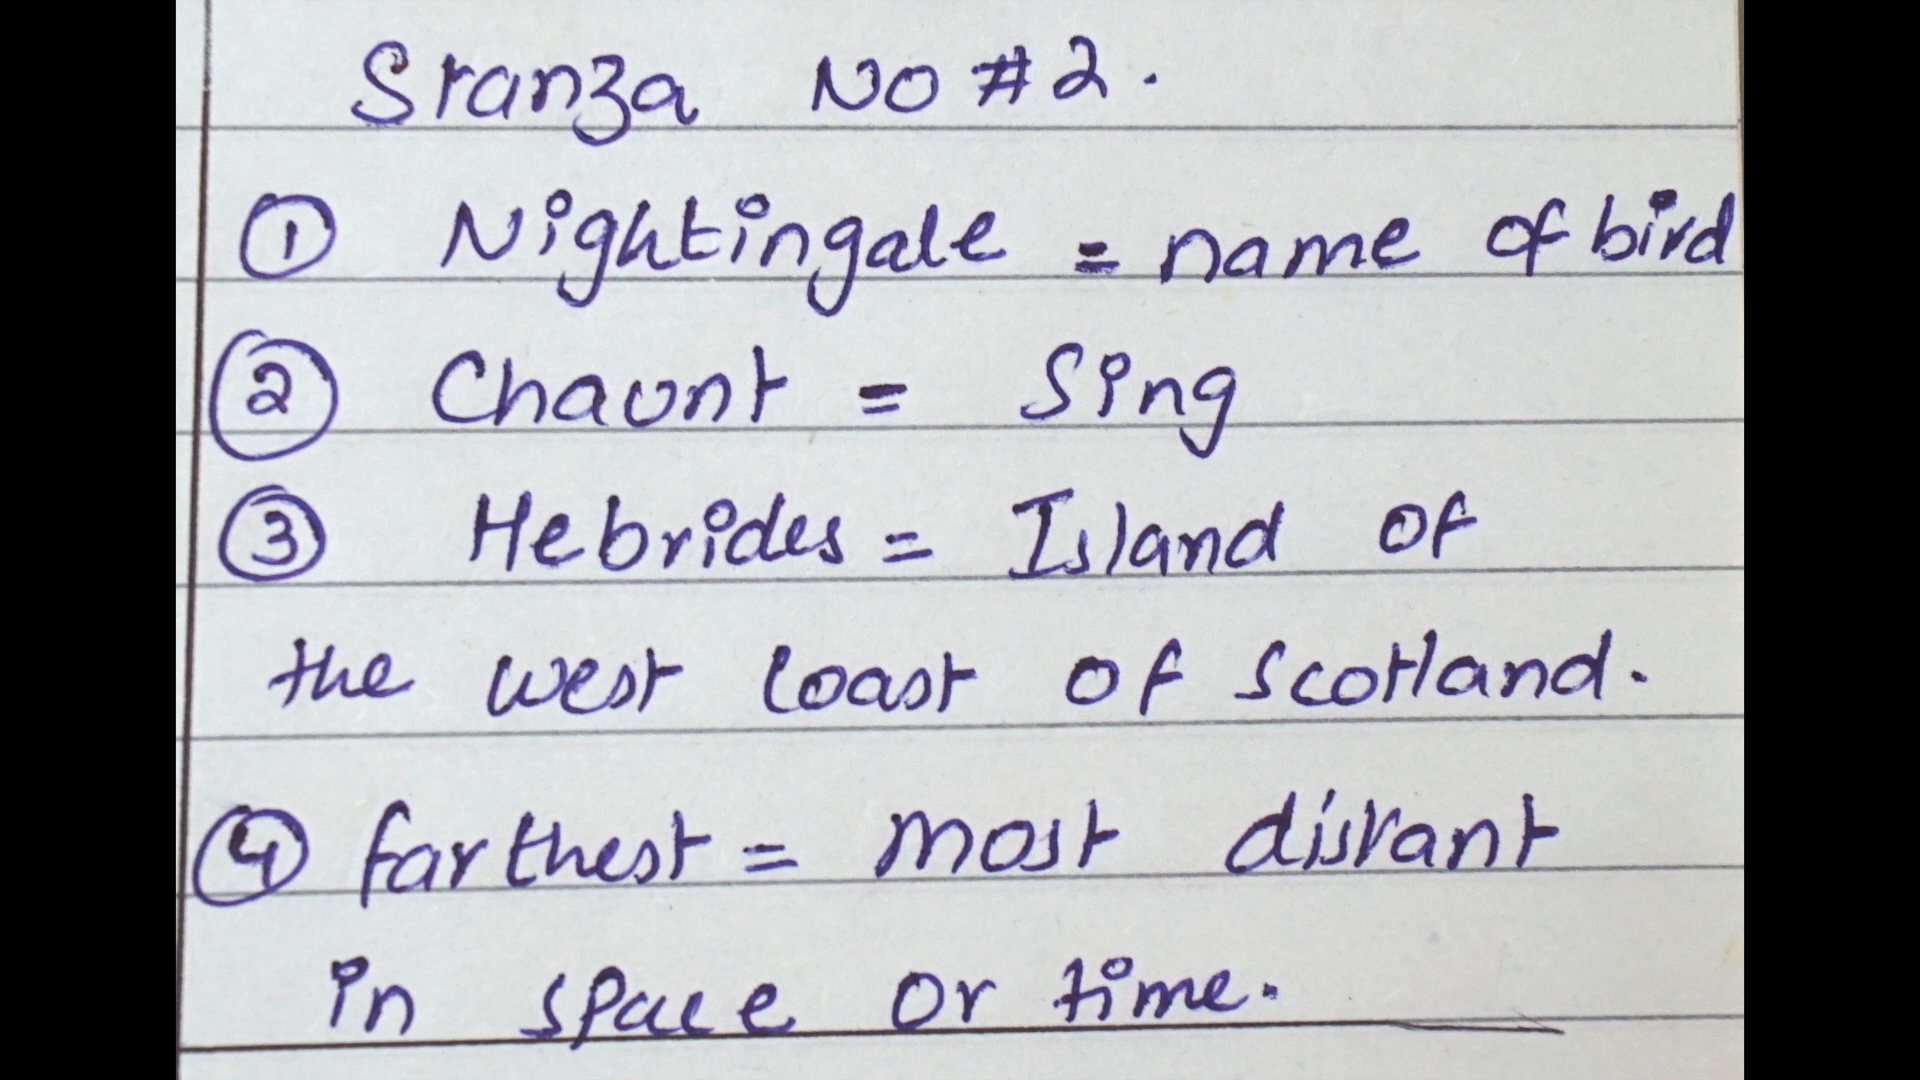 Stanza No #2.
① Nightingale = name of bird
② Chaunt = Sing
③ Hebrides = Island of
the west coast of scotland.
④ farthest = most distant
in space or time.